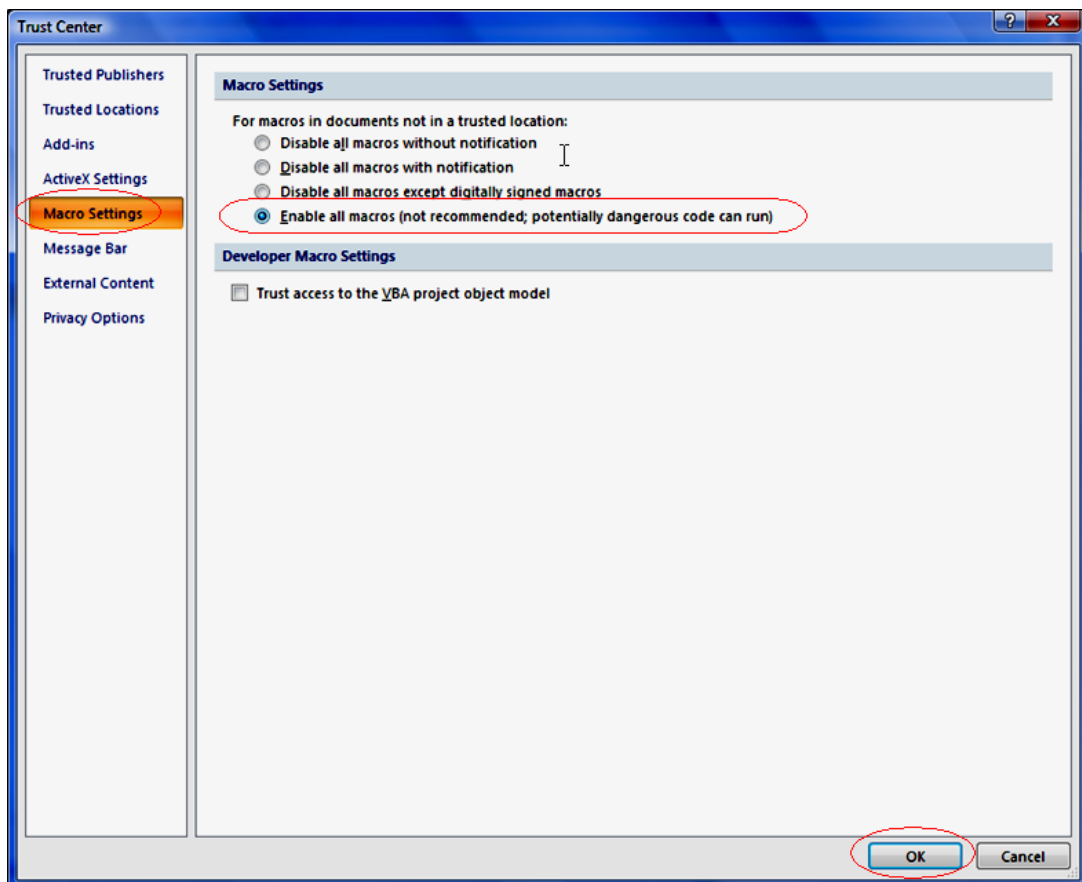 Trust Center
?
X
Trusted Publishers
Trusted Locations
Add-ins
ActiveX Settings
Macro Settings
Message Bar
External Content
Privacy Options
Macro Settings
For macros in documents not in a trusted location:
Disable all macros without notification
Disable all macros with notification
Disable all macros except digitally signed macros
Enable all macros (not recommended; potentially dangerous code can run)
Developer Macro Settings
Trust access to the VBA project object model
OK
Cancel